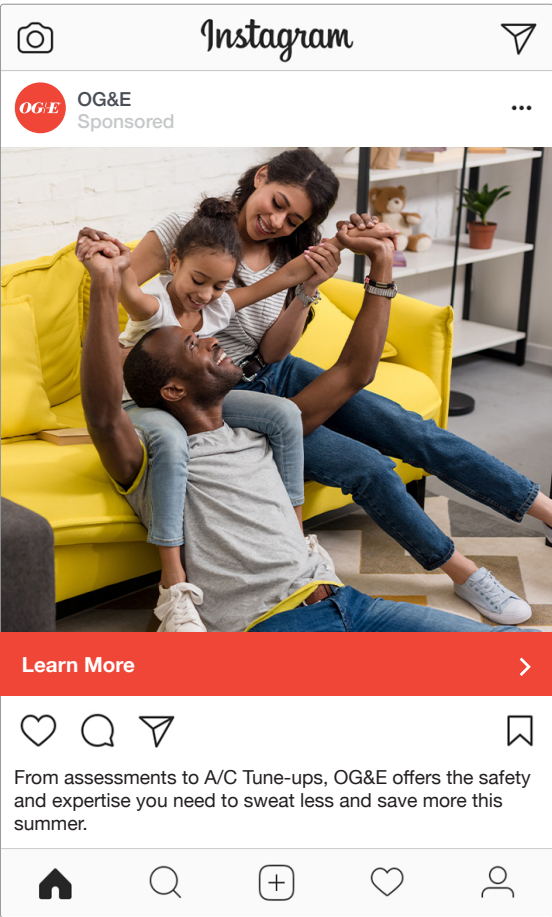 Instagram
OG&E
OG&E
Sponsored
Learn More
From assessments to A/C Tune-ups, OG&E offers the safety
and expertise you need to sweat less and save more this
summer.